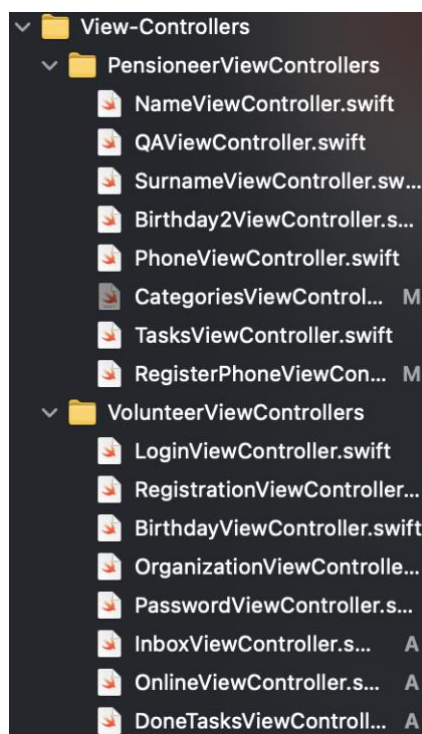 View-Controllers
PensioneerViewControllers
NameViewController.swift
QAViewController.swift
SurnameViewController.sw...
Birthday2ViewController.s...
PhoneViewController.swift
CategoriesViewControl... M
TasksViewController.swift
RegisterPhoneViewCon... M
VolunteerViewControllers
LoginViewController.swift
RegistrationViewController...
BirthdayViewController.swift
OrganizationViewControlle...
PasswordViewController.s...
InboxViewController.s... A
OnlineViewController.s... A
DoneTasksViewControll... A